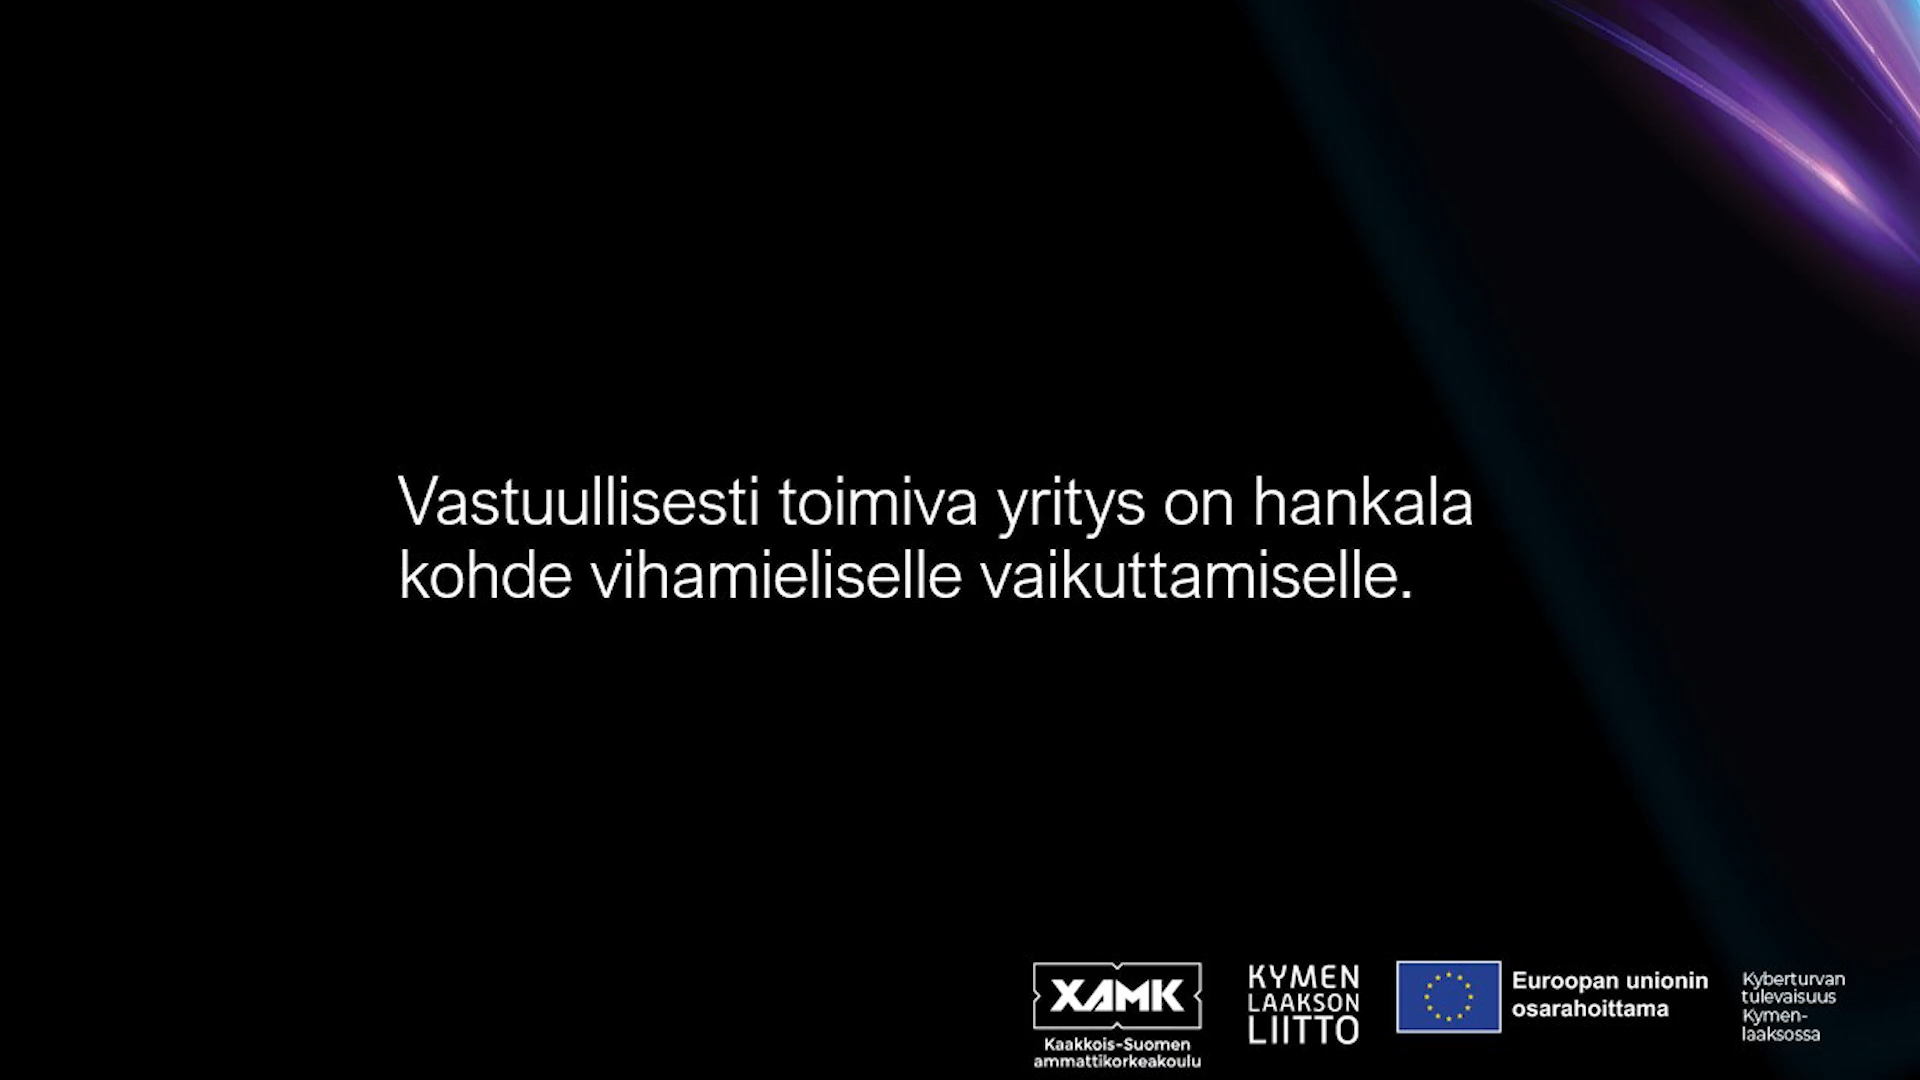 Vastuullisesti toimiva yritys on hankala
kohde vihamieliselle vaikuttamiselle.
XAMK
Kaakkois-Suomen
ammattikorkeakoulu
KYMEN
LAAKSON
LIITTO
Euroopan unionin
osarahoittama
Kyberturvan
tulevaisuus
Kymen-
laaksossa